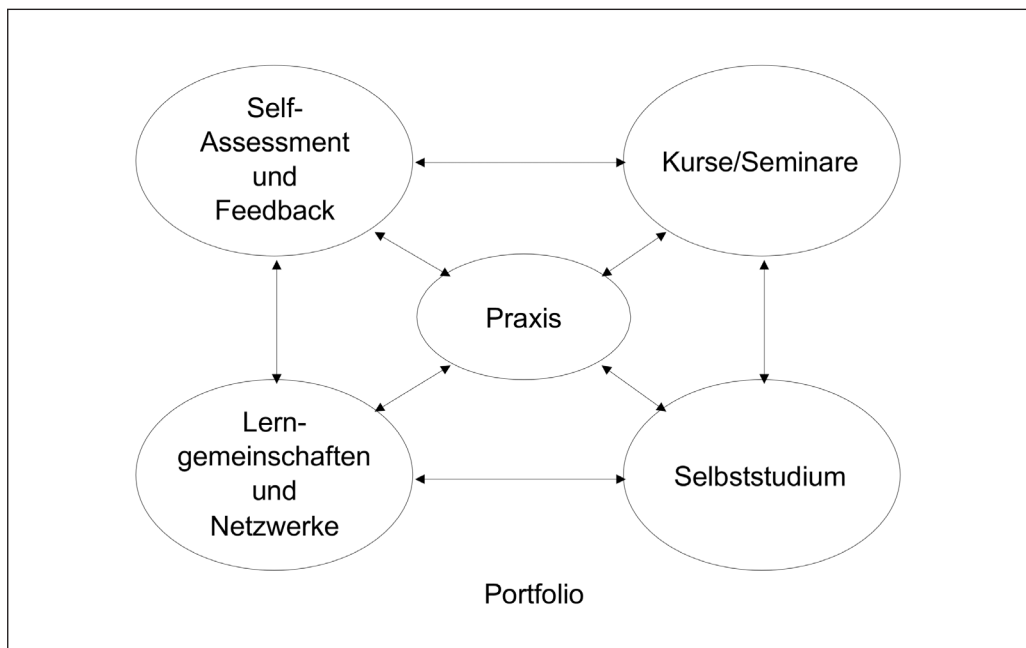 Self-
Assessment
und
Feedback
Kurse/Seminare
Praxis
Lern-
gemeinschaften
und
Netzwerke
Selbststudium
Portfolio